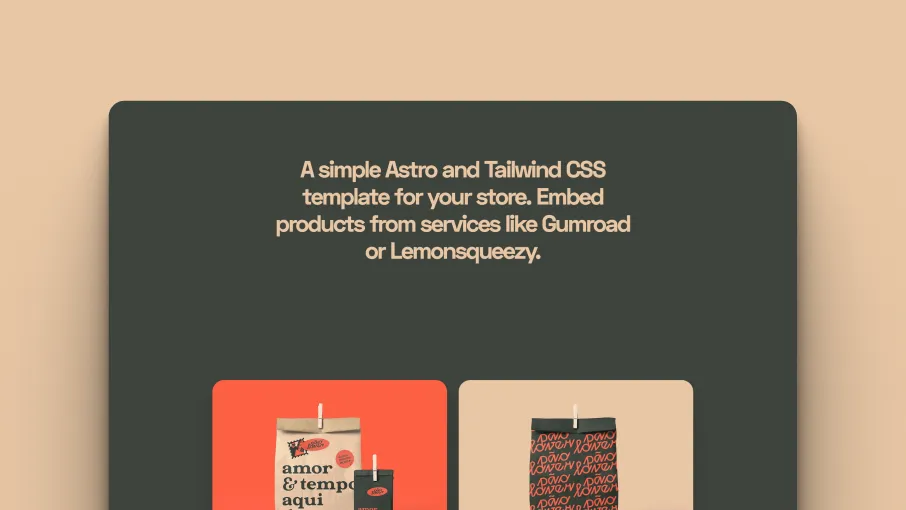 A simple Astro and Tailwind CSS
template for your store. Embed
products from services like Gumroad
or Lemonsqueezy.
amor
& tempo
aqui